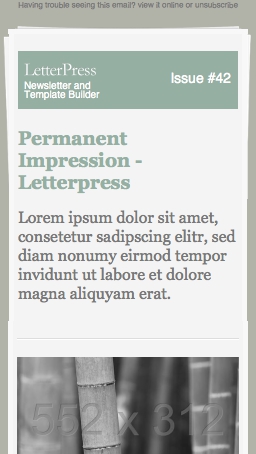 Having trouble seeing this email? view it online or unsubscribe
LetterPress
Newsletter and
Template Builder
Issue #42
Permanent
Impression -
Letterpress
Lorem ipsum dolor sit amet,
consetetur sadipscing elitr, sed
diam nonumy eirmod tempor
invidunt ut labore et dolore
magna aliquyam erat.
552 x 312